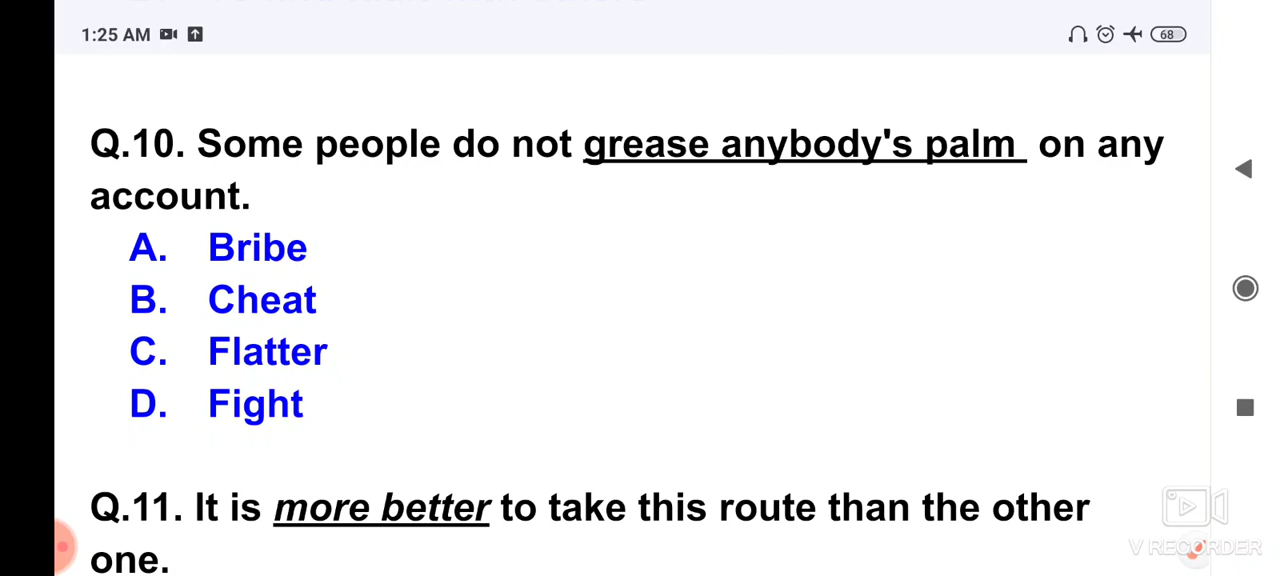 1:25 AM
68
Q.10. Some people do not grease anybody's palm on any
account.
A. Bribe
B. Cheat
C. Flatter
D. Fight
Q.11. It is more better to take this route than the other
one.
V RECORDER